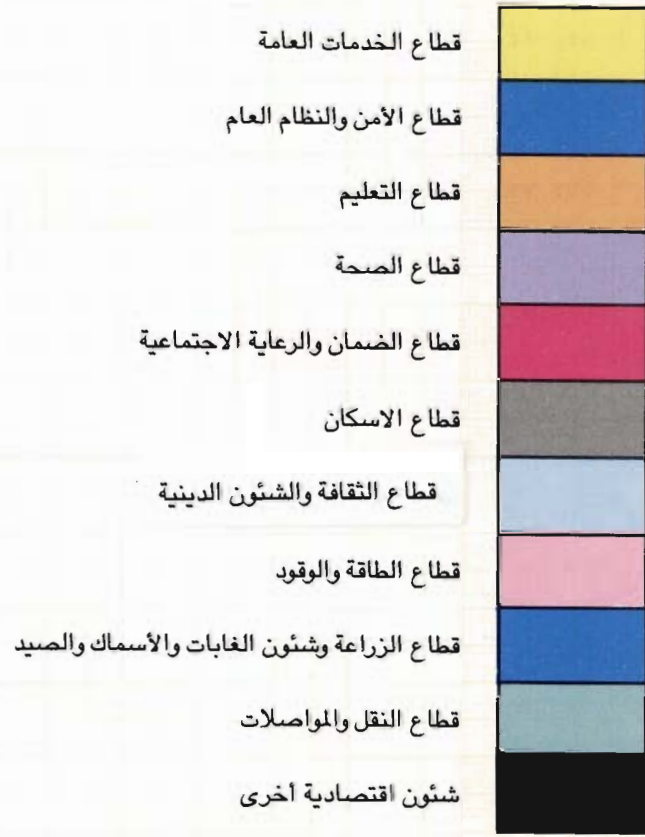 قطاع الخدمات العامة
قطاع الأمن والنظام العام
قطاع التعليم
قطاع الصحة
قطاع الضمان والرعاية الاجتماعية
قطاع الاسكان
قطاع الثقافة والشئون الدينية
قطاع الطاقة والوقود
قطاع الزراعة وشئون الغابات والأسماك والصيد
قطاع النقل والمواصلات
شئون اقتصادية أخرى